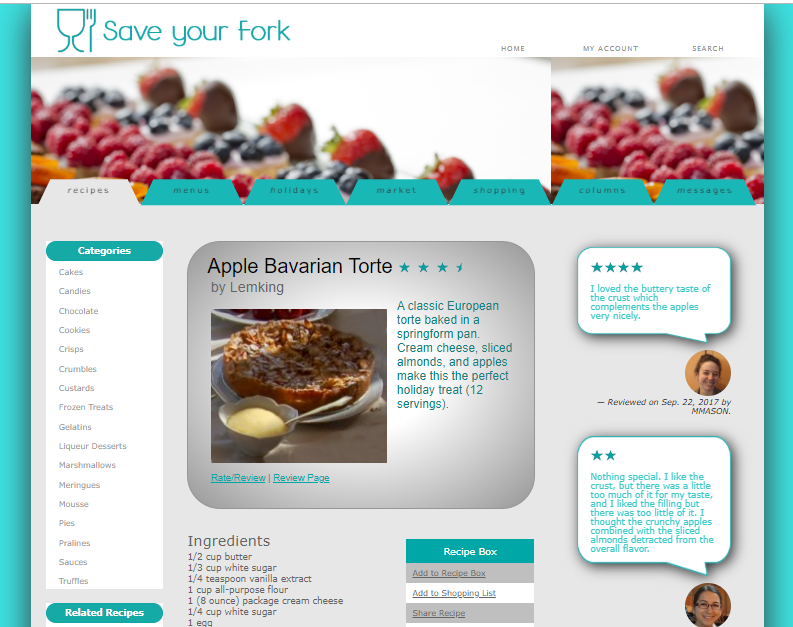 Save your Fork
HOME
MY ACCOUNT
SEARCH
recipes
menus
holidays
market
shopping
columns
messages
Categories
Cakes
Candies
Chocolate
Cookies
Crisps
Crumbles
Custards
Frozen Treats
Gelatins
Liqueur Desserts
Marshmallows
Meringues
Mousse
Pies
Pralines
Sauces
Truffles
Related Recipes
Apple Bavarian Torte
by Lemking
A classic European
torte baked in a
springform pan.
Cream cheese, sliced
almonds, and apples
make this the perfect
holiday treat (12
servings).
Rate/Review | Review Page
Ingredients
1/2 cup butter
1/3 cup white sugar
1/4 teaspoon vanilla extract
1 cup all-purpose flour
1 (8 ounce) package cream cheese
1/4 cup white sugar
1 egg
Recipe Box
Add to Recipe Box
Add to Shopping List
Share Recipe
I loved the buttery taste of
the crust which
complements the apples
very nicely.
— Reviewed on Sep. 22, 2017 by
MMASON.
Nothing special. I like the
crust, but there was a little
too much of it for my taste,
and I liked the filling but
there was too little of it. I
thought the crunchy apples
combined with the sliced
almonds detracted from the
overall flavor.